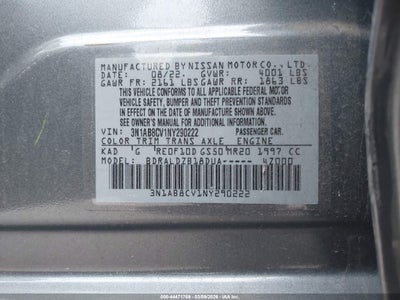 MANUFACTURED BY NISSAN MOTOR CO., LTD.
DATE: 08/22. GVWR: 4001 LBS
GAWR FR: 2161 LBS GAWR RR: 1863 LBS
THIS VEHICLE CONFORMS TO ALL APPLICABLE
FEDERAL MOTOR VEHICLE
SAFETY, BUMPER AND THEFT PREVENTION STANDARDS
IN EFFECT ON THE DATE OF MANUFACTURE
SHOWN ABOVE.
VIN: 3N1AB8CV1NY290222
PASSENGER CAR
COLOR TRIM TRANS AXLE ENGINE
KAD G RE0F10D GS50 MR20 1997 CC
MODEL: BDRALDZB18DUA----- 4Z000
3N1AB8CV1NY290222